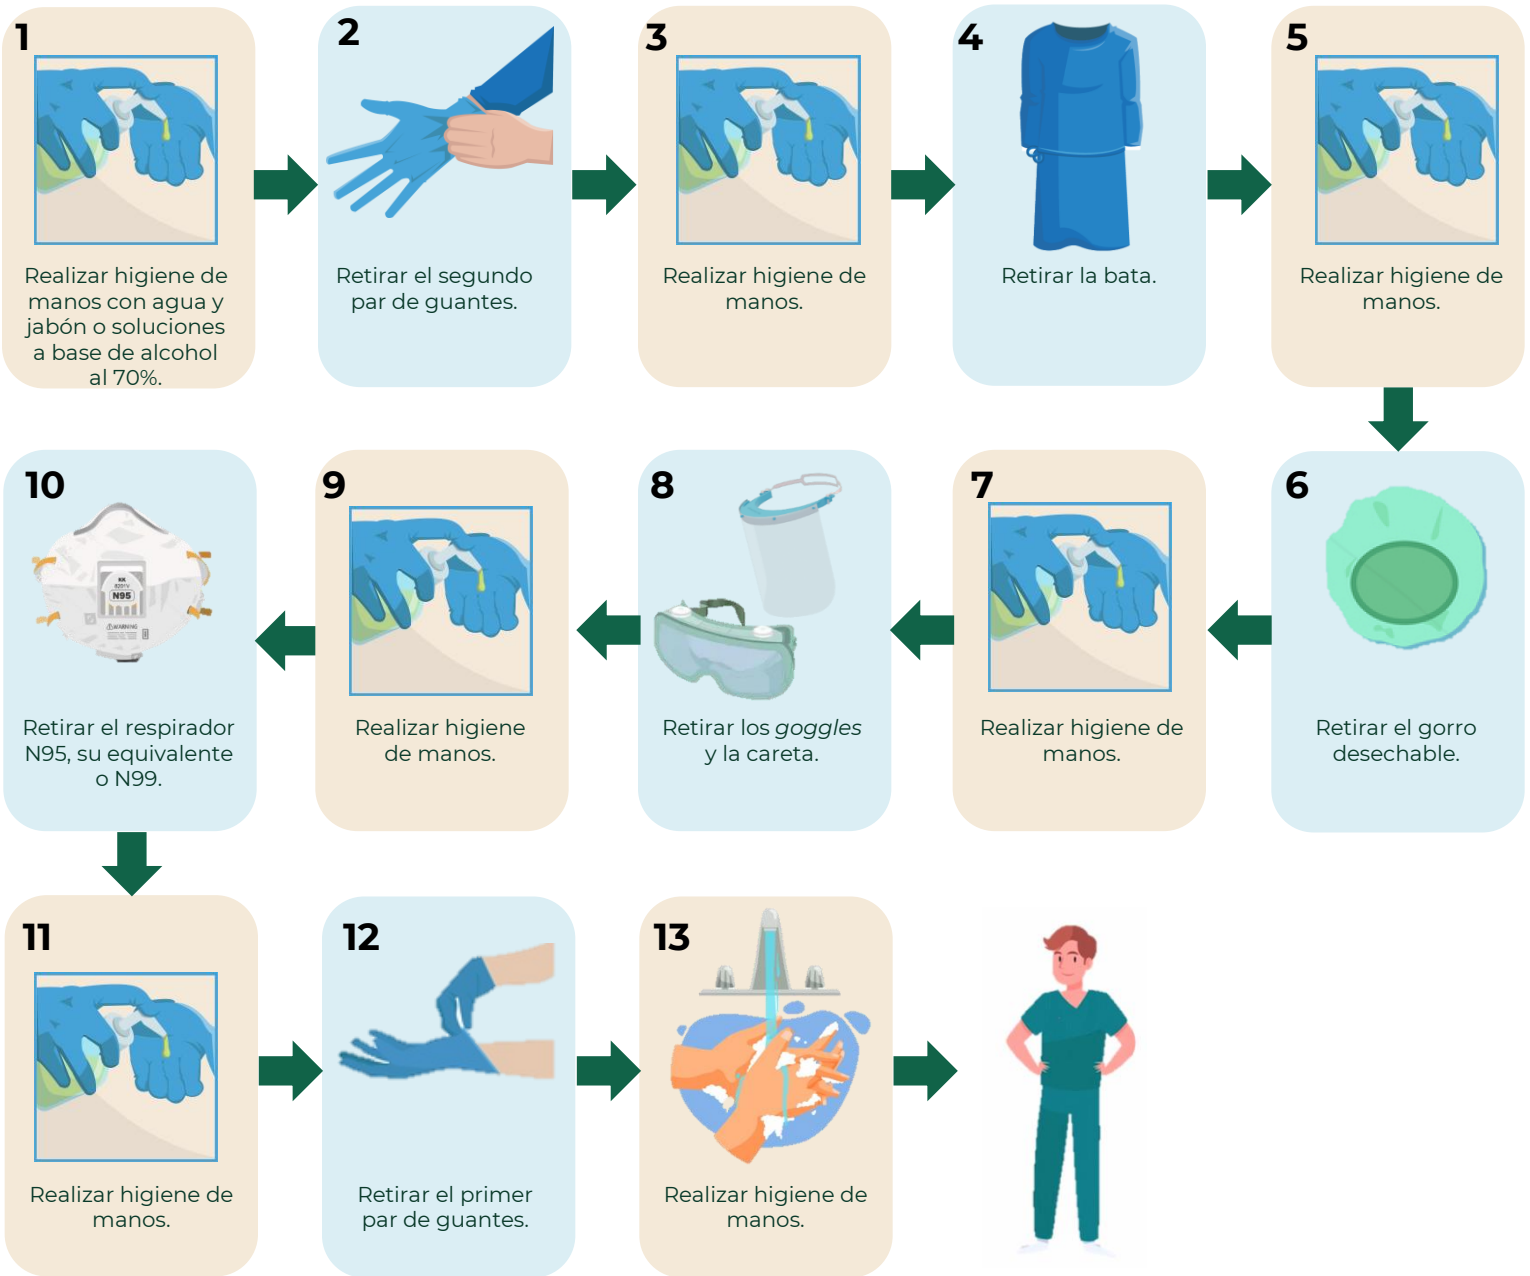 1
Realizar higiene de
manos con agua y
jabón o soluciones
a base de alcohol
al 70%.
2
Retirar el segundo
par de guantes.
3
Realizar higiene de
manos.
4
Retirar la bata.
5
Realizar higiene de
manos.
6
Retirar el gorro
desechable.
7
Realizar higiene de
manos.
8
Retirar los goggles
y la careta.
9
Realizar higiene
de manos.
10
N95
WARNING
Retirar el respirador
N95, su equivalente
o N99.
11
Realizar higiene de
manos.
12
Retirar el primer
par de guantes.
13
Realizar higiene de
manos.